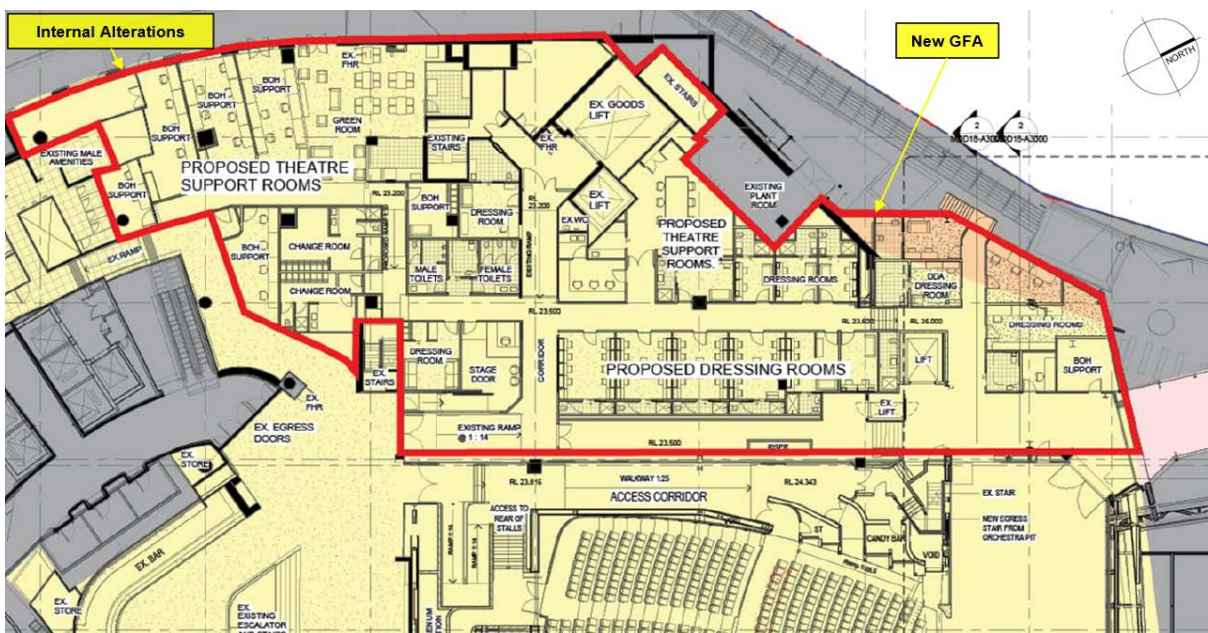 Internal Alterations
New GFA
NORTH
EX.
FHR
BOH
SUPPORT
BOH
SUPPORT
BOH
SUPPORT
GREEN
ROOM
EX. GOODS
LIFT
EX. STAIRS
EXISTING
STAIRS
EX.
FHR
2
2
EXISTING MALE
AMENITIES
PROPOSED THEATRE
SUPPORT ROOMS
BOH
SUPPORT
RL 23.200
BOH
SUPPORT
DRESSING
ROOM.
RL
23.200
EX.
LIFT
EX.WC
EXISTING
PLANT
ROOM
PROPOSED
THEATRE
SUPPORT
ROOMS.
BOH
SUPPORT
CHANGE ROOM
CHANGE ROOM
MALE
TOILETS
FEMALE
TOILETS
EXISTING RAMP
EX.RAMP
DRESSING ROOMS
DDA
DRESSING
ROOM
RL 23.500
RL 26.000
DRESSING ROOMS
EX.
STAIRS
DRESSING
ROOM.
STAGE
DOOR
CORRIDOR
PROPOSED DRESSING ROOMS
LIFT
BOH
SUPPORT
EX.
FHR
EX. EGRESS
DOORS
EXISTING RAMP
1 : 14
EX.
LIFT
RL 23.500
RISER
EX.
STORE
RL 23.816
WALKWAY 1:25
RL 24.343
ACCESS CORRIDOR
ACCESS TO
REAR OF
STALLS
EX. STAIR
NEW EGRESS
STAIR FROM
ORCHESTRA PIT
ST
CANDY BAR
VOID
EX. BAR
EX.
STORE
EX.
EXISTING
ESCALATOR